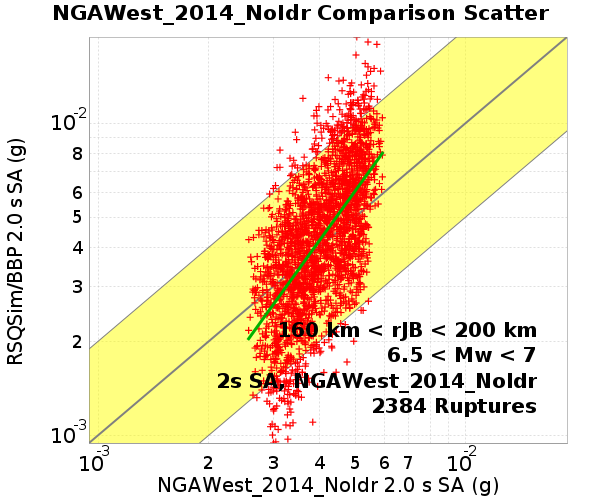 NGAWest_2014_NoIdr Comparison Scatter
RSQSim/BBP 2.0 s SA (g)
10-2
8
6
5
4
3
2
10-3
160 km < rJB < 200 km
6.5 < Mw < 7
2s SA, NGAWest_2014_NoIdr
2384 Ruptures
10-3 2 3 4 5 6 7 10-2
NGAWest_2014_NoIdr 2.0 s SA (g)